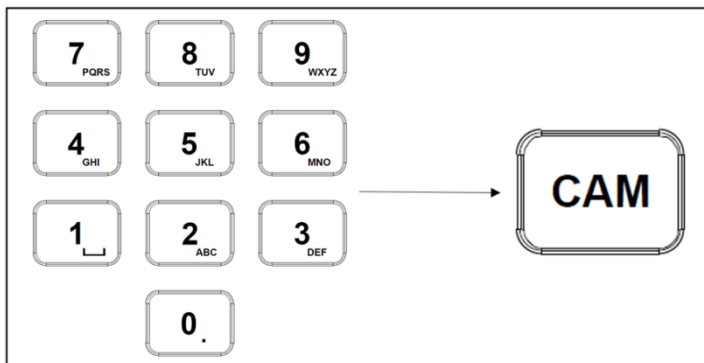 7 PQRS 8 TUV 9 WXYZ
4 GHI 5 JKL 6 MNO
CAM
1 2 ABC 3 DEF
0 .